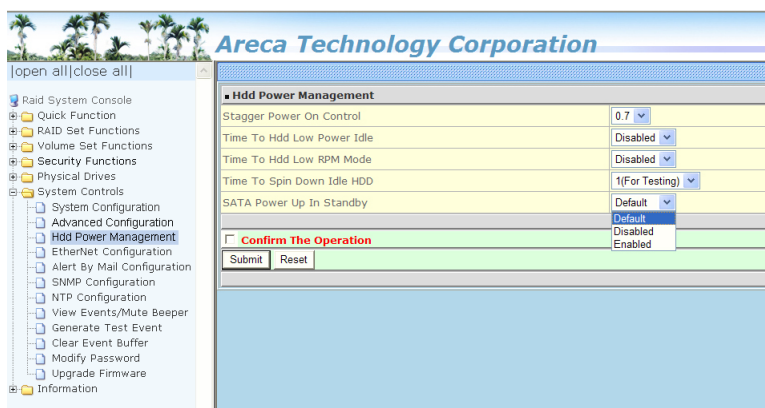 Areca Technology Corporation
|open all|close all|
Raid System Console
Quick Function
RAID Set Functions
Volume Set Functions
Security Functions
Physical Drives
System Controls
System Configuration
Advanced Configuration
Hdd Power Management
EtherNet Configuration
Alert By Mail Configuration
SNMP Configuration
NTP Configuration
View Events/Mute Beeper
Generate Test Event
Clear Event Buffer
Modify Password
Upgrade Firmware
Information
Hdd Power Management
Stagger Power On Control 0.7
Time To Hdd Low Power Idle Disabled
Time To Hdd Low RPM Mode Disabled
Time To Spin Down Idle HDD 1(For Testing)
SATA Power Up In Standby Default
Default
Disabled
Enabled
Confirm The Operation
Submit Reset